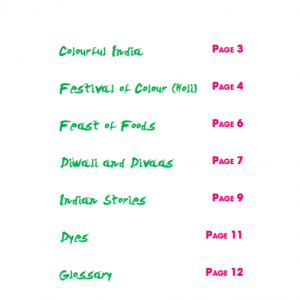 Colourful India Page 3
Festival of Colour (Holi) Page 4
Feast of Foods Page 6
Diwali and Divaas Page 7
Indian Stories Page 9
Dyes Page 11
Glossary Page 12